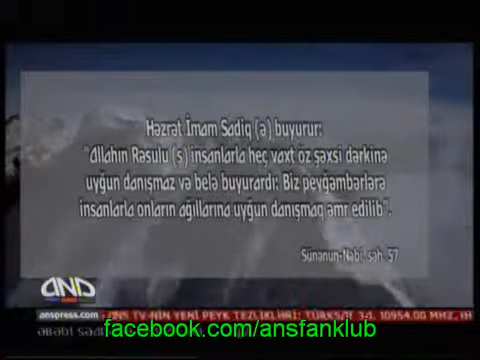 Həzrət İmam Sadiq (ə) buyurur:
"Allahın Rəsulu (s) insanlarla heç vaxt öz şəxsi dərkinə
uyğun danışmaz və belə buyurardı: Biz peyğəmbərlərə
insanlarla onların ağıllarına uyğun danışmaq əmr edilib".
Sünənun-Nəbi, səh. 57
ANS
anspress.com
ANS TV-NİN YENİ PEYK TEZLİKLƏRİ: TÜRKSAT 3A, 10954.00 MHZ, H
facebook.com/ansfanklub